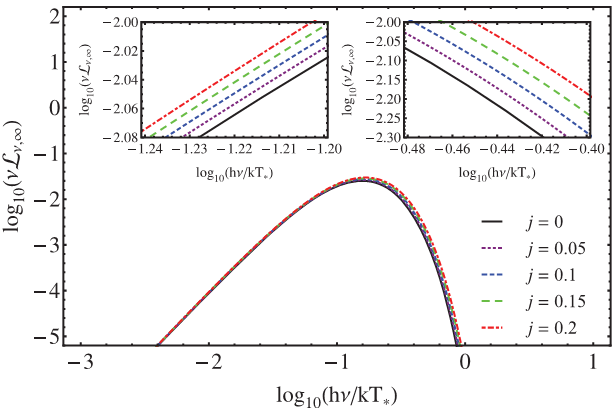 log₁₀(ν𝓛ν,∞)
2
1
0
−1
−2
−3
−4
−5
−3
−2
−1
0
1
log₁₀(hν/kT*)
log₁₀(ν𝓛ν,∞)
-2.00
-2.02
-2.04
-2.06
-2.08
-1.24 -1.23 -1.22 -1.21 -1.20
log₁₀(hν/kT*)
log₁₀(ν𝓛ν,∞)
-2.00
-2.05
-2.10
-2.15
-2.20
-2.25
-2.30
-0.48 -0.46 -0.44 -0.42 -0.40
log₁₀(hν/kT*)
j = 0
j = 0.05
j = 0.1
j = 0.15
j = 0.2